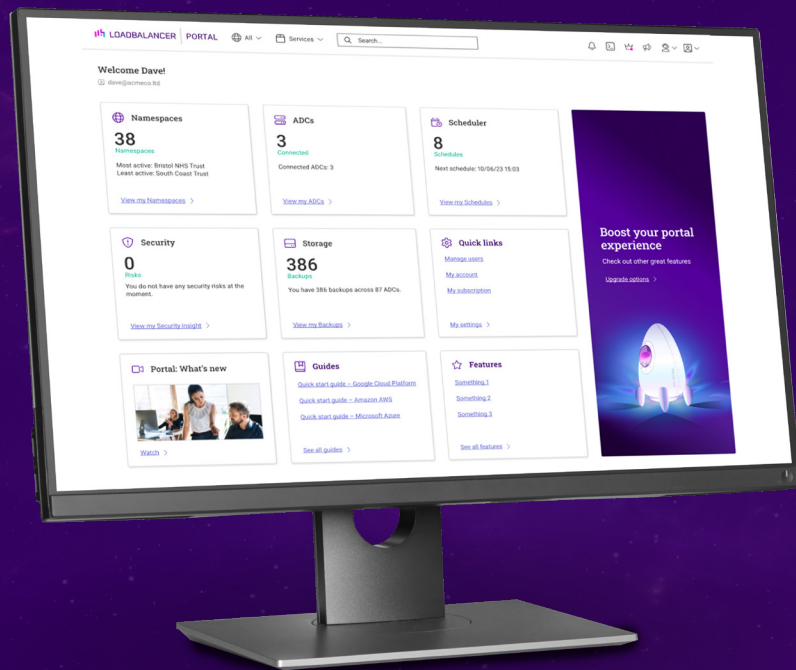 LOADBALANCER PORTAL All Services Search...
Welcome Dave!
dave@acmeco.ltd
Namespaces
38
Namespaces
Most active: Bristol NHS Trust
Least active: South Coast Trust
View my Namespaces
ADCs
3
Connected
Connected ADCs: 3
View my ADCs
Scheduler
8
Schedules
Next schedule: 10/06/23 15:03
View my Schedules
Security
0
Risks
You do not have any security risks at the
moment.
View my Security Insight
Storage
386
Backups
You have 386 backups across 87 ADCs.
View my Backups
Quick links
Manage users
My account
My subscription
My settings
Portal: What's new
Watch
Guides
Quick start guide – Google Cloud Platform
Quick start guide – Amazon AWS
Quick start guide – Microsoft Azure
See all guides
Features
Something 1
Something 2
Something 3
See all features
Boost your portal
experience
Check out other great features
Upgrade options